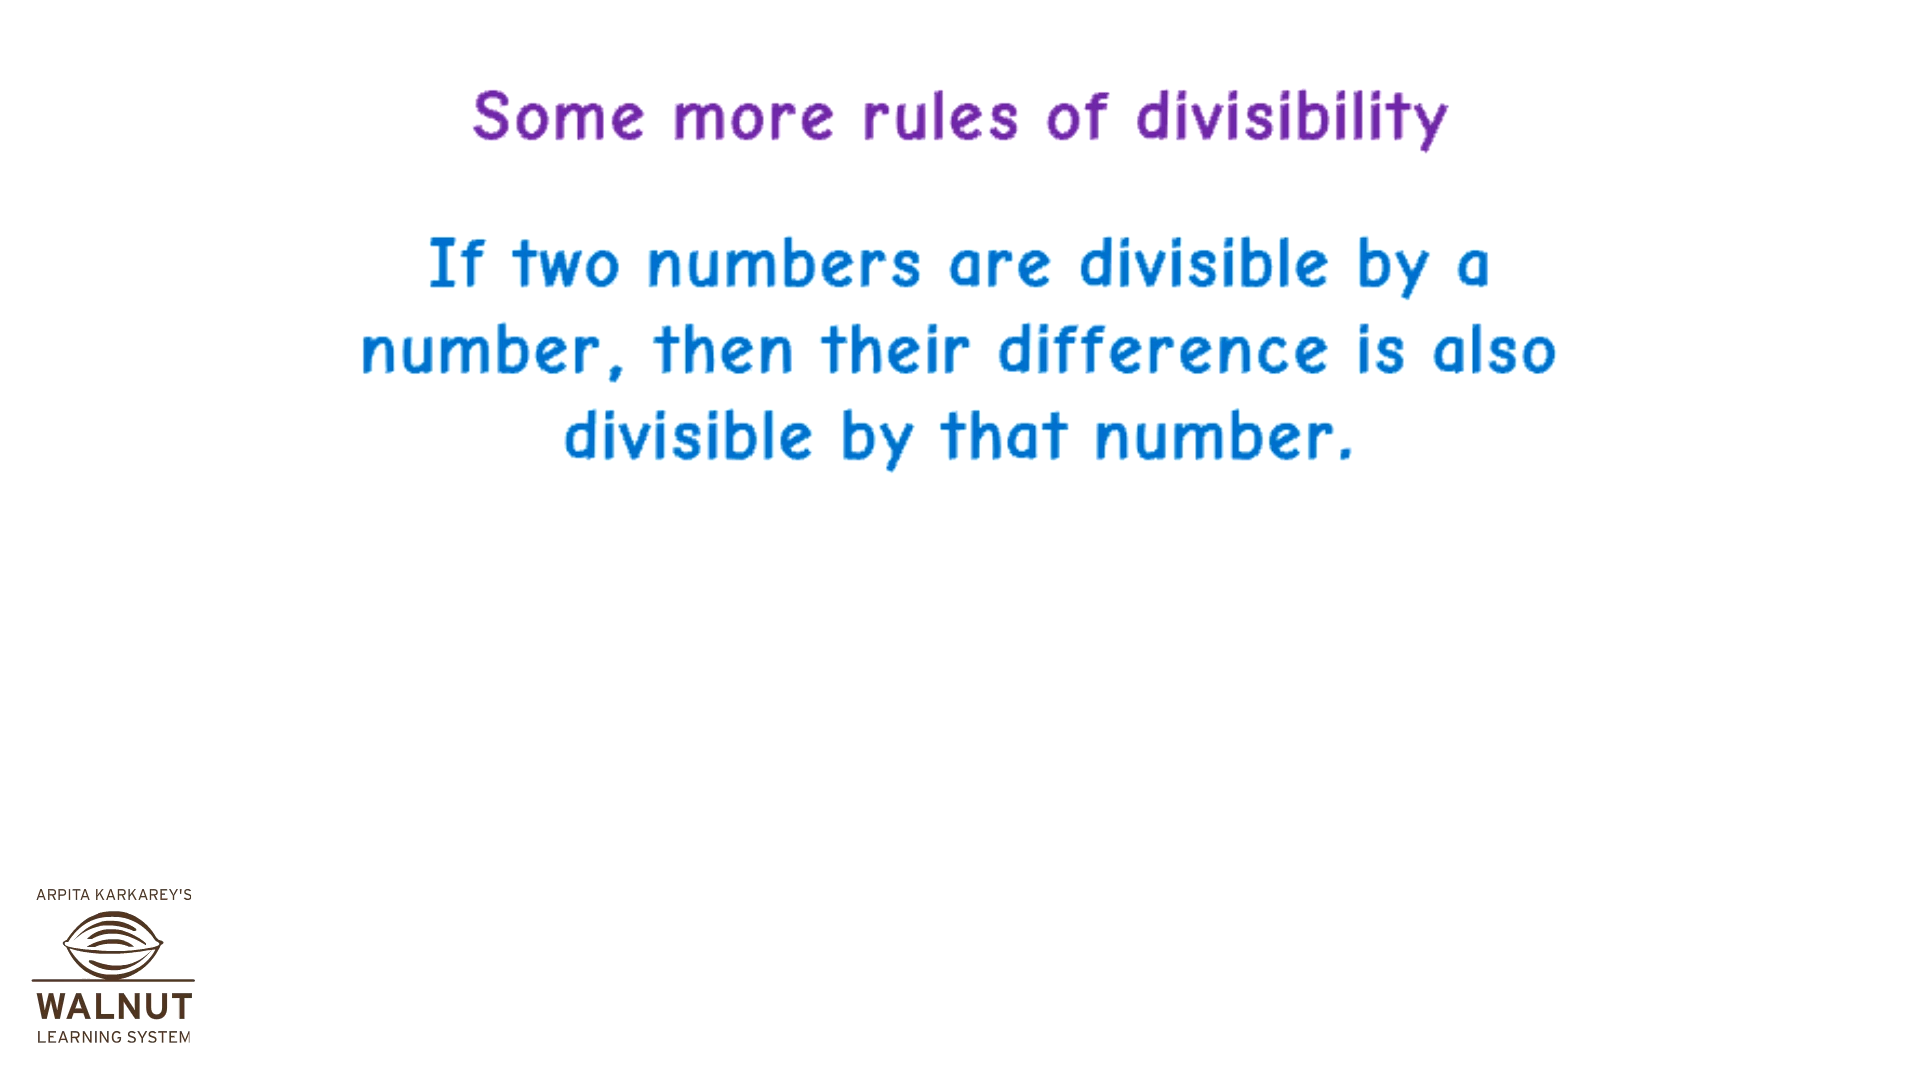 Some more rules of divisibility
If two numbers are divisible by a
number, then their difference is also
divisible by that number.
ARPITA KARKAREY'S
WALNUT
LEARNING SYSTEM